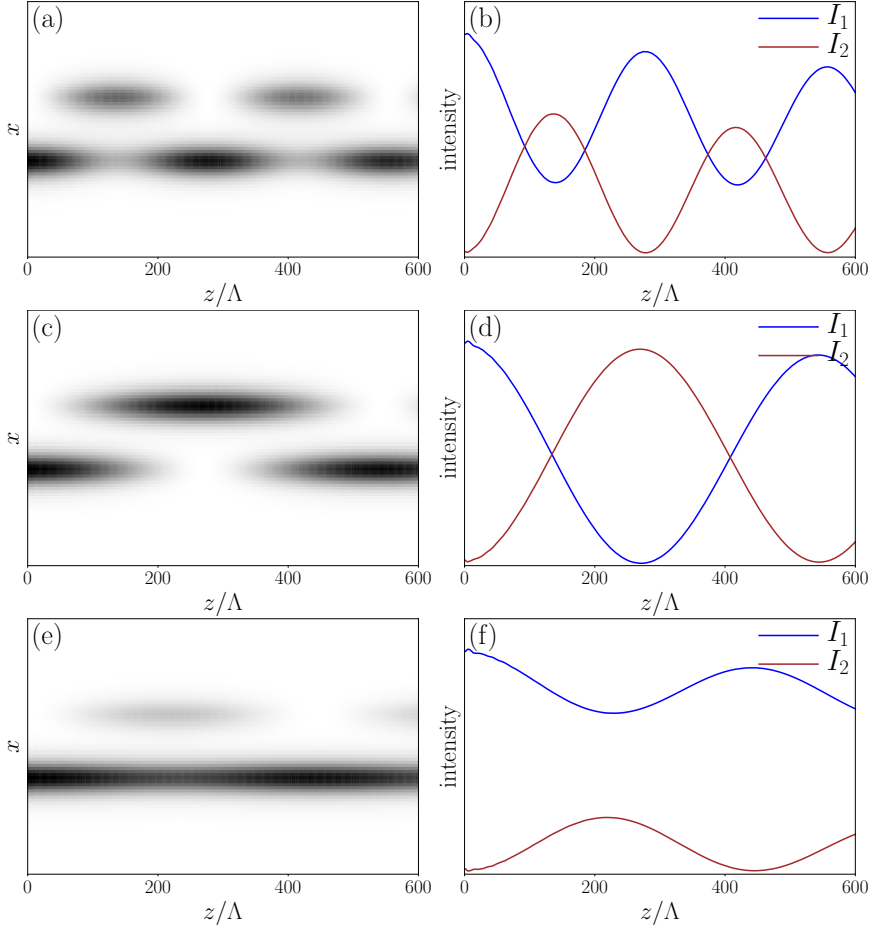 (a)
x
0 200 400 600
z/Λ
(b)
I₁
I₂
intensity
0 200 400 600
z/Λ
(c)
x
0 200 400 600
z/Λ
(d)
I₁
I₂
intensity
0 200 400 600
z/Λ
(e)
x
0 200 400 600
z/Λ
(f)
I₁
I₂
intensity
0 200 400 600
z/Λ